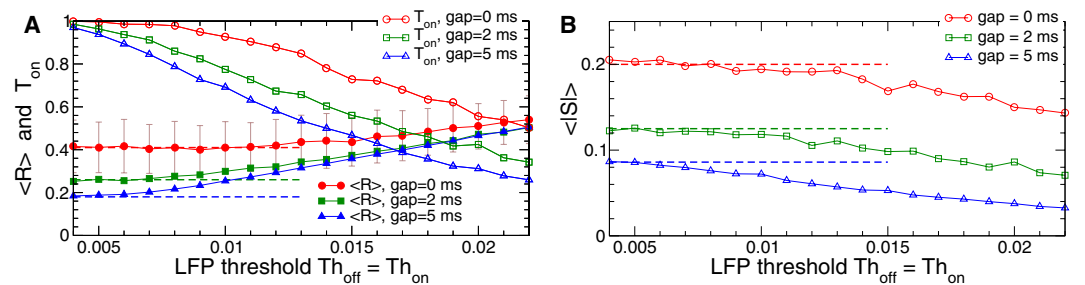 A
T_on, gap=0 ms
T_on, gap=2 ms
T_on, gap=5 ms
<R> and T_on
1
0.8
0.6
0.4
0.2
0
<R>, gap=0 ms
<R>, gap=2 ms
<R>, gap=5 ms
0.005
0.01
0.015
0.02
LFP threshold Th_off = Th_on
B
gap = 0 ms
gap = 2 ms
gap = 5 ms
<ISI>
0.2
0.1
0
0.005
0.01
0.015
0.02
LFP threshold Th_off = Th_on